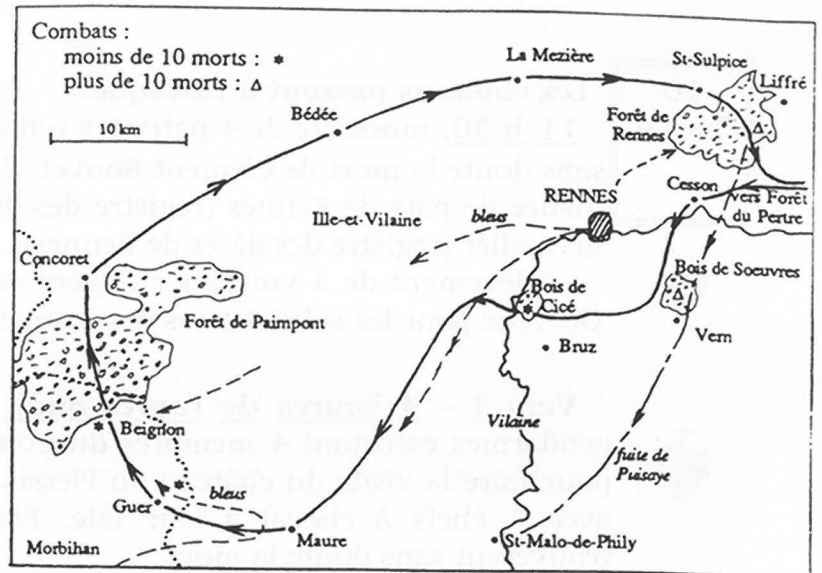 Combats :
moins de 10 morts : *
plus de 10 morts : Δ
10 km
La Mezière
St-Sulpice
Liffré
Bédée
Forêt de
Rennes
RENNES
Cesson
vers Forêt
du Pertre
Ille-et-Vilaine
bleus
Concoret
Bois de
Cicé
Bois de Soeuvres
Forêt de Paimpont
Bruz
Vern
Beignon
Vilaine
fuite de
Puisaye
bleus
Guer
Maure
St-Malo-de-Phily
Morbihan